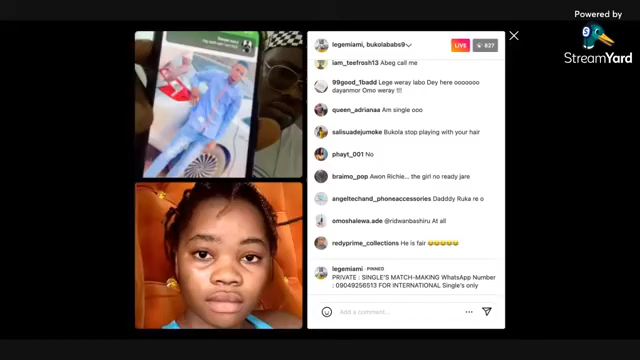 Powered by
StreamYard
legemiami, bukolababs9
LIVE
827
iam_teefrosh13 Abeg call me
99good_1badd Lege weray labo Dey here ooooooo
dayanmor Omo weray !!!
queen_adrianaa Am single ooo
salisuadejumoke Bukola stop playing with your hair
phayt_001 No
braimo_pop Awon Richie... the girl no ready jare
angeltechand_phoneaccessories Dadddy Ruka re o
omoshalewa.ade @ridwanbashiru At all
redyprime_collections He is fair 😂😂😂😂😂
legemiami PINNED
PRIVATE : SINGLE'S MATCH-MAKING WhatsApp Number
: 09049256513 FOR INTERNATIONAL Single's only
Add a comment...